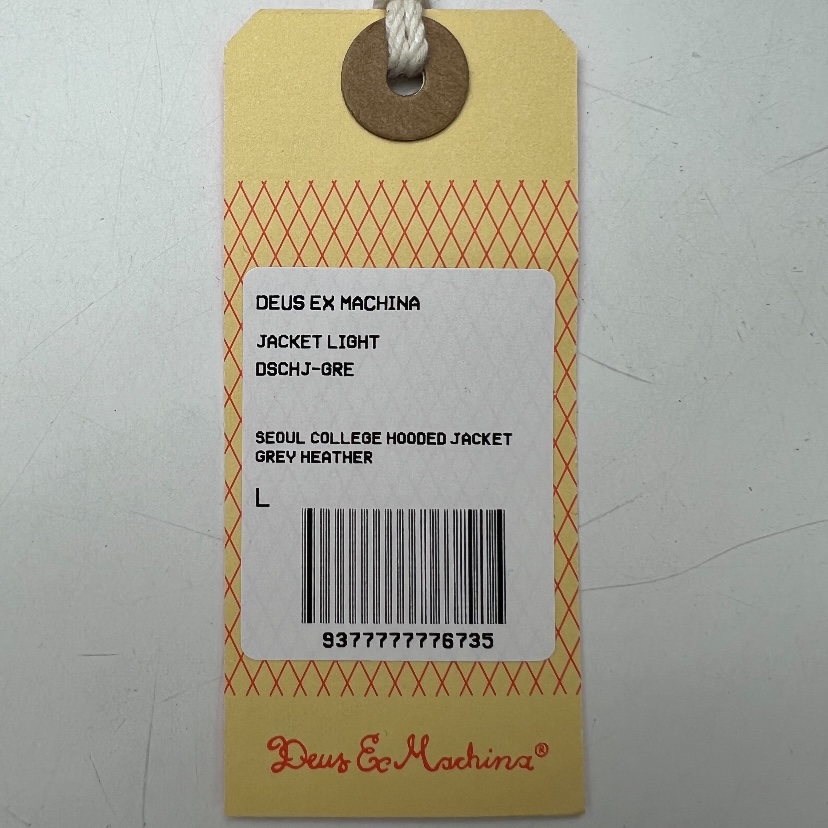 DEUS EX MACHINA
JACKET LIGHT
DSCHJ-GRE
SEOUL COLLEGE HOODED JACKET
GREY HEATHER
L
9377777776735
Deus Ex Machina®